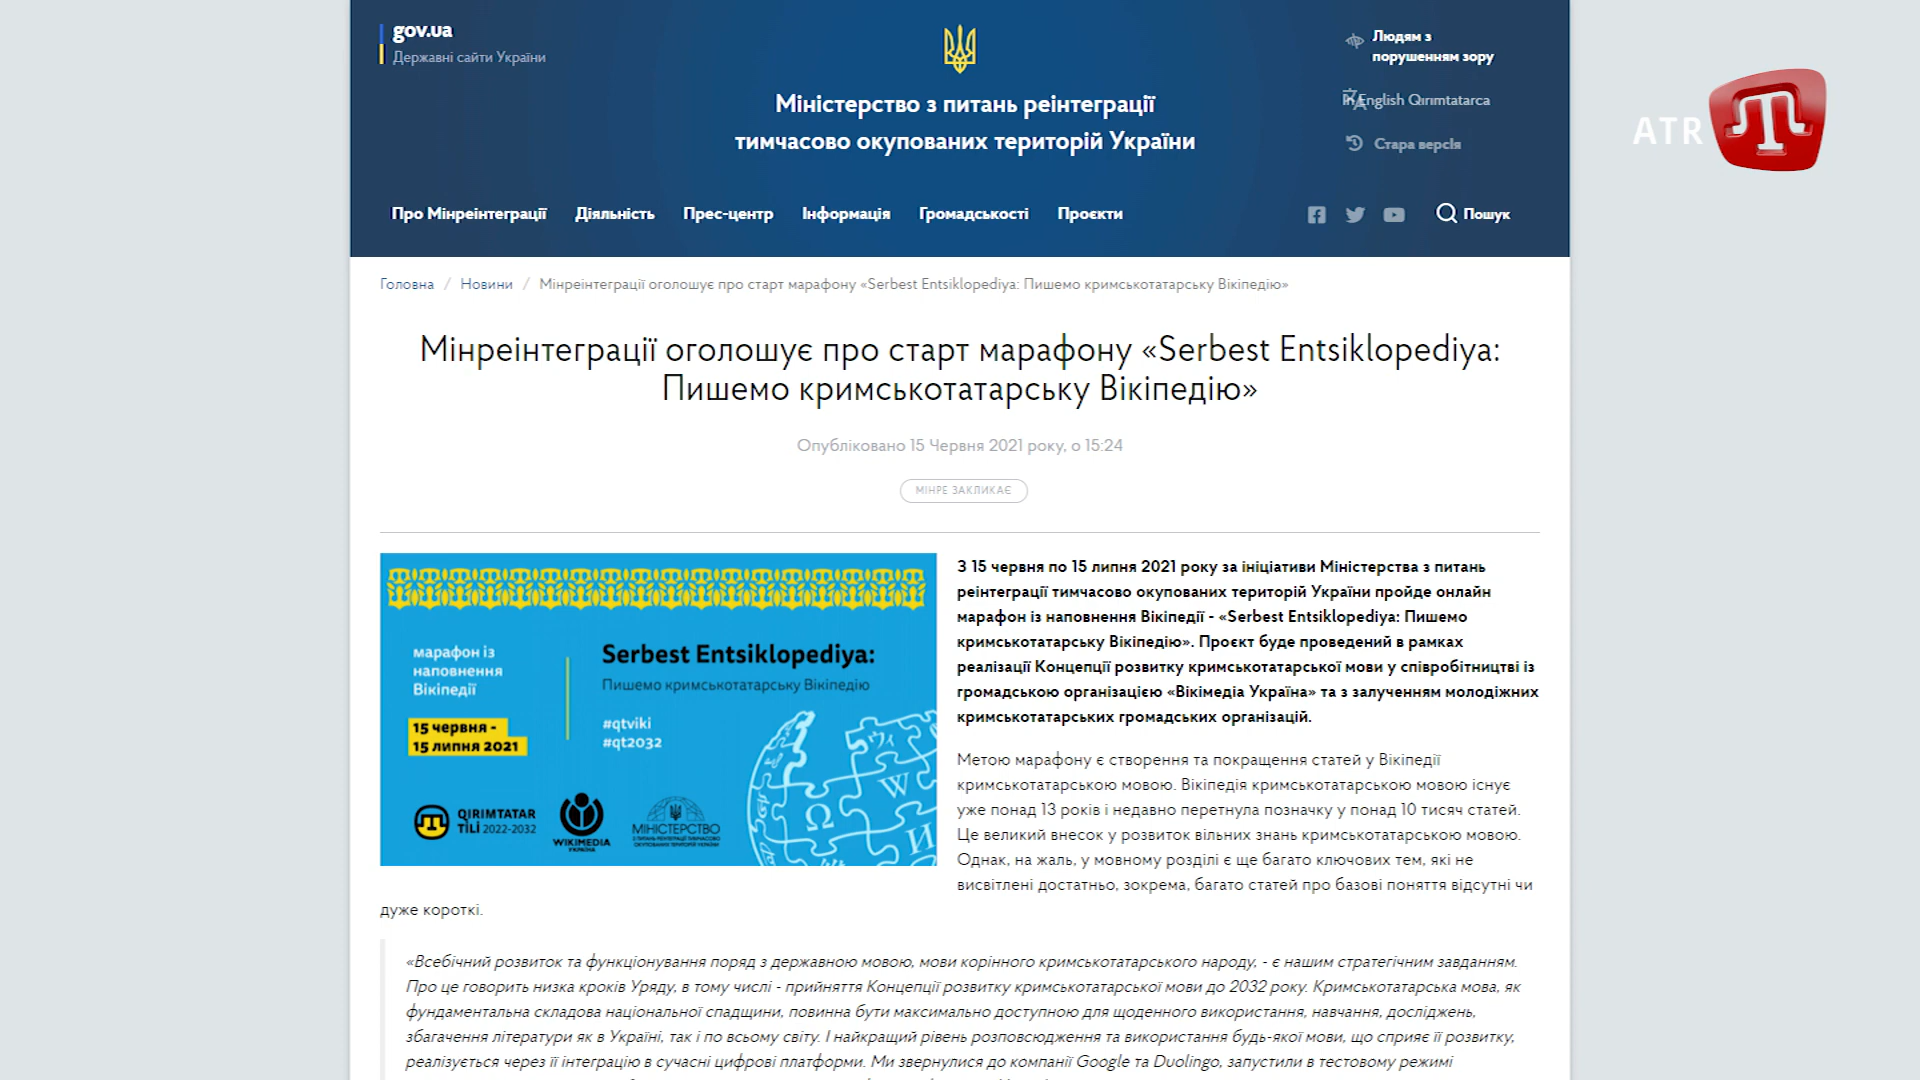 gov.ua
Державні сайти України
Міністерство з питань реінтеграції
тимчасово окупованих територій України
Людям з
порушенням зору
In English Qırımtatarca
Стара версія
ATR
Про Мінреінтеграції Діяльність Прес-центр Інформація Громадськості Проєкти Пошук
Головна / Новини / Мінреінтеграції оголошує про старт марафону «Serbest Entsiklopediya: Пишемо кримськотатарську Вікіпедію»
Мінреінтеграції оголошує про старт марафону «Serbest Entsiklopediya:
Пишемо кримськотатарську Вікіпедію»
Опубліковано 15 Червня 2021 року, о 15:24
МІНРЕ ЗАКЛИКАЄ
марафон із
наповнення
Вікіпедії
15 червня -
15 липня 2021
Serbest Entsiklopediya:
Пишемо кримськотатарську Вікіпедію
#qtviki
#qt2032
QIRIMTATAR
TİLİ 2022-2032
WIKIMEDIA
УКРАЇНА
МІНІСТЕРСТВО
З ПИТАНЬ РЕІНТЕГРАЦІЇ ТИМЧАСОВО
ОКУПОВАНИХ ТЕРИТОРІЙ УКРАЇНИ
Ω
W
И
З 15 червня по 15 липня 2021 року за ініціативи Міністерства з питань
реінтеграції тимчасово окупованих територій України пройде онлайн
марафон із наповнення Вікіпедії - «Serbest Entsiklopediya: Пишемо
кримськотатарську Вікіпедію». Проєкт буде проведений в рамках
реалізації Концепції розвитку кримськотатарської мови у співробітництві із
громадською організацією «Вікімедіа Україна» та з залученням молодіжних
кримськотатарських громадських організацій.
Метою марафону є створення та покращення статей у Вікіпедії
кримськотатарською мовою. Вікіпедія кримськотатарською мовою існує
уже понад 13 років і недавно перетнула позначку у понад 10 тисяч статей.
Це великий внесок у розвиток вільних знань кримськотатарською мовою.
Однак, на жаль, у мовному розділі є ще багато ключових тем, які не
висвітлені достатньо, зокрема, багато статей про базові поняття відсутні чи
дуже короткі.
«Всебічний розвиток та функціонування поряд з державною мовою, мови корінного кримськотатарського народу, - є нашим стратегічним завданням.
Про це говорить низка кроків Уряду, в тому числі - прийняття Концепції розвитку кримськотатарської мови до 2032 року. Кримськотатарська мова, як
фундаментальна складова національної спадщини, повинна бути максимально доступною для щоденного використання, навчання, досліджень,
збагачення літератури як в Україні, так і по всьому світу. І найкращий рівень розповсюдження та використання будь-якої мови, що сприяє її розвитку,
реалізується через її інтеграцію в сучасні цифрові платформи. Ми звернулися до компанії Google та Duolingo, запустили в тестовому режимі